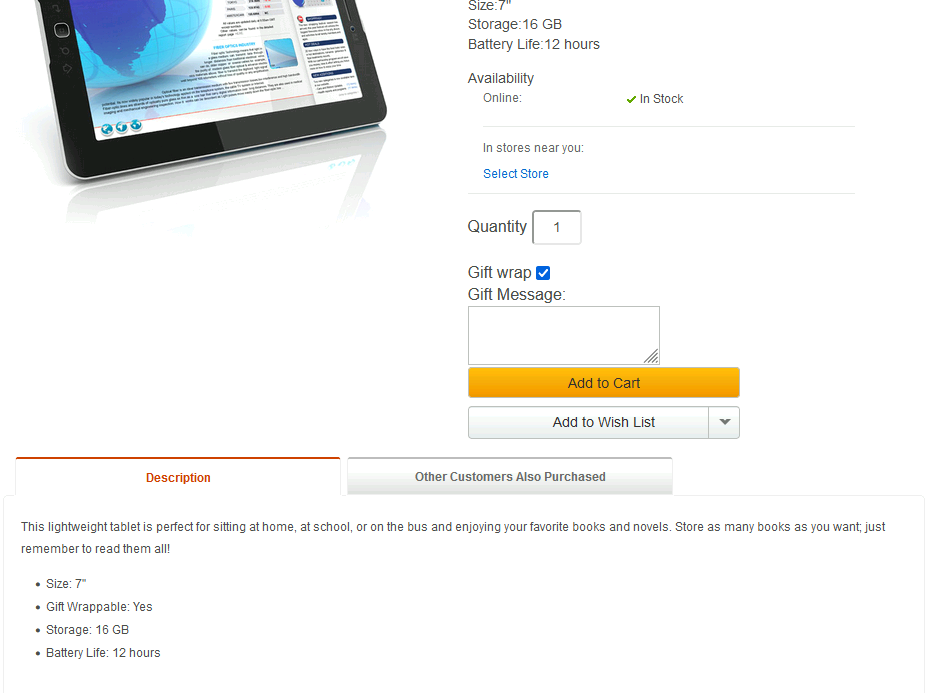 Size:7"
Storage:16 GB
Battery Life:12 hours
Availability
Online:
In Stock
In stores near you:
Select Store
Quantity 1
Gift wrap
Gift Message:
Add to Cart
Add to Wish List
Description
Other Customers Also Purchased
This lightweight tablet is perfect for sitting at home, at school, or on the bus and enjoying your favorite books and novels. Store as many books as you want; just
remember to read them all!
Size: 7"
Gift Wrappable: Yes
Storage: 16 GB
Battery Life: 12 hours
FIBER OPTICS INDUSTRY